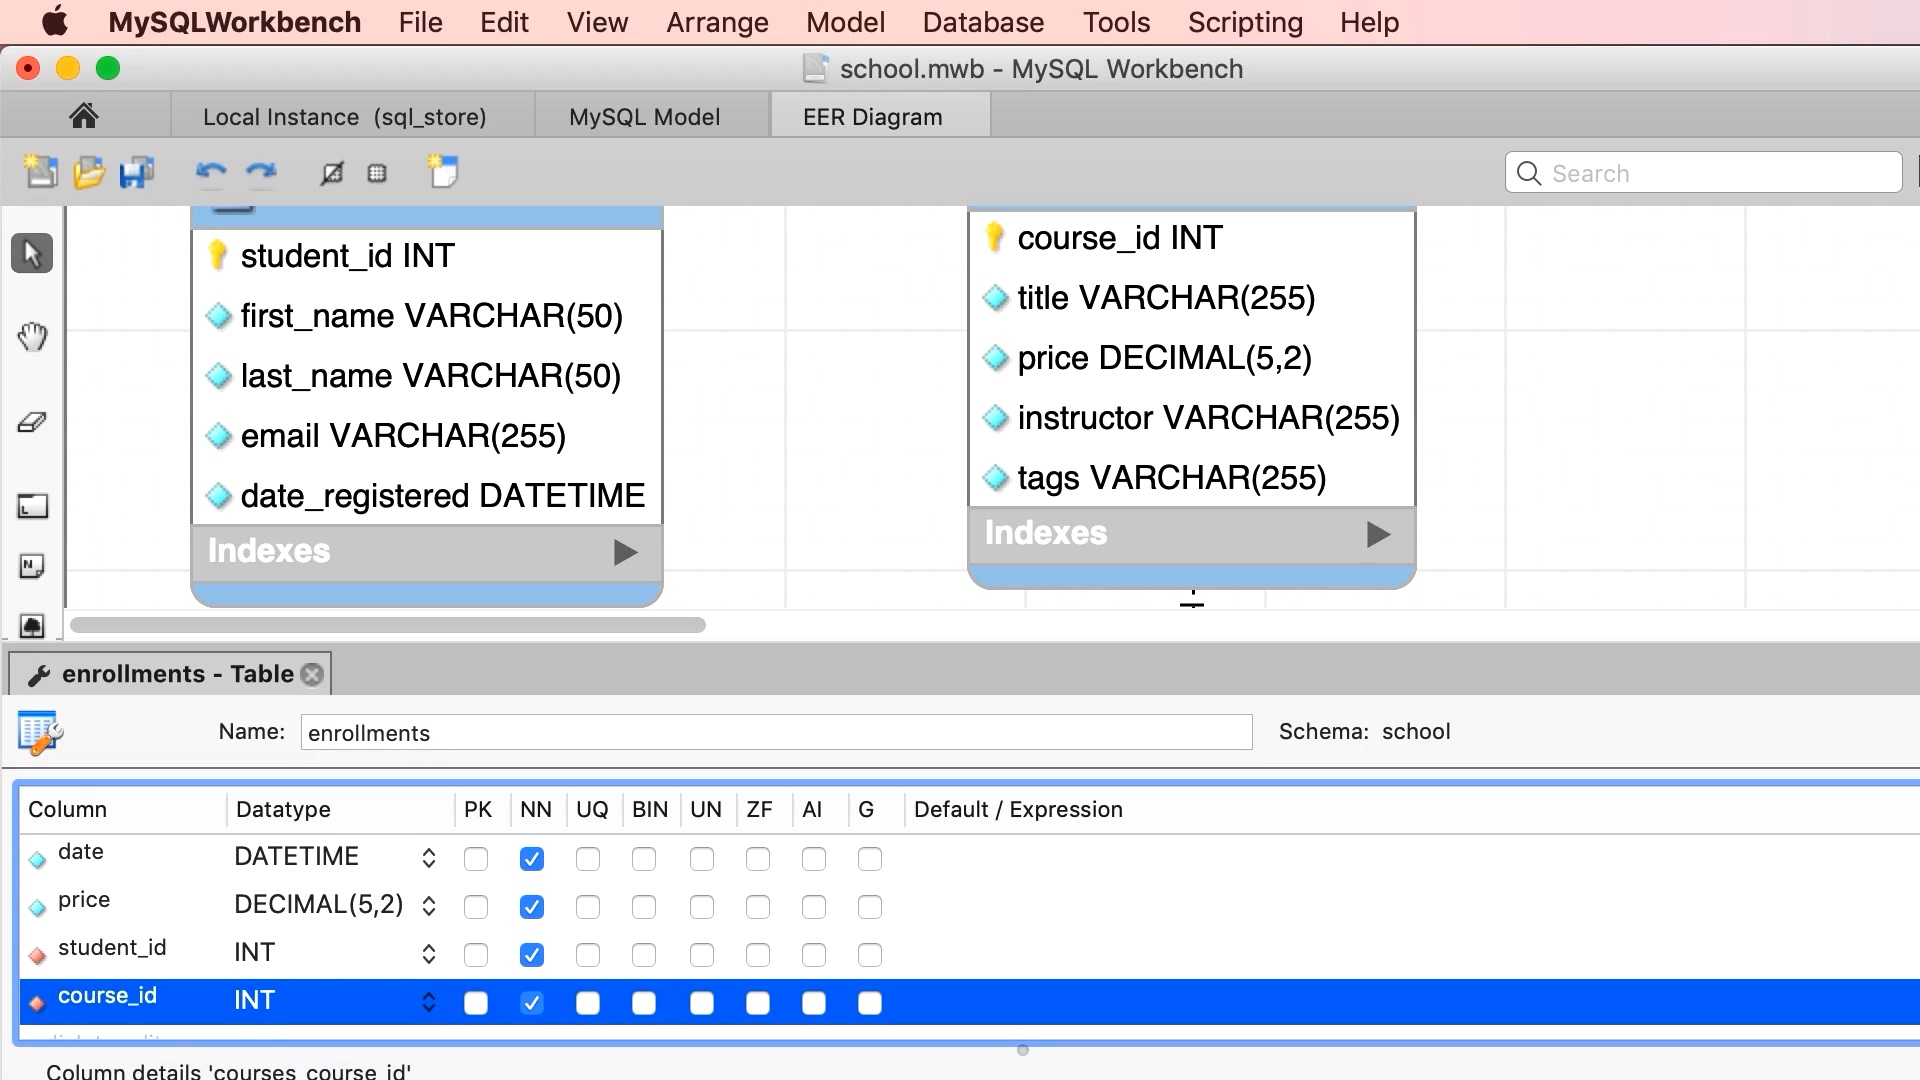 MySQLWorkbench File Edit View Arrange Model Database Tools Scripting Help
school.mwb - MySQL Workbench
Local Instance (sql_store) MySQL Model EER Diagram
Search
student_id INT
first_name VARCHAR(50)
last_name VARCHAR(50)
email VARCHAR(255)
date_registered DATETIME
Indexes
course_id INT
title VARCHAR(255)
price DECIMAL(5,2)
instructor VARCHAR(255)
tags VARCHAR(255)
Indexes
enrollments - Table
Name: enrollments Schema: school
Column Datatype PK NN UQ BIN UN ZF AI G Default / Expression
date DATETIME
price DECIMAL(5,2)
student_id INT
course_id INT
Column details 'courses_course_id'